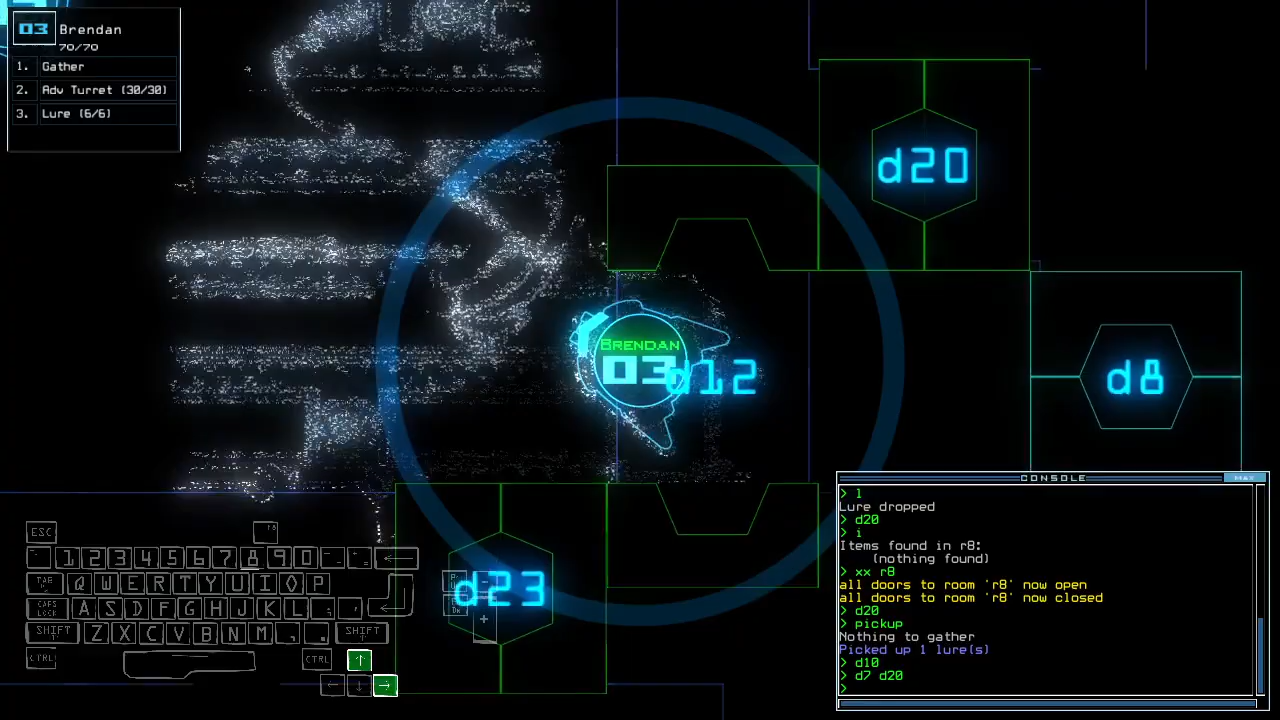 03 Brendan
70/70
1. Gather
2. Adv Turret (30/30)
3. Lure (6/6)
d20
BRENDAN
03
d12
d8
d23
CONSOLE
MAX
> l
Lure dropped
> d20
> i
Items found in r8:
(nothing found)
> xx r8
all doors to room 'r8' now open
all doors to room 'r8' now closed
> d20
> pickup
Nothing to gather
Picked up 1 lure(s)
> d10
> d7 d20
>
ESC
1 2 3 4 5 6 7 8 9 0 - =
TAB Q W E R T Y U I O P
CAPS LOCK A S D F G H J K L ; '
SHIFT Z X C V B N M , . SHIFT
CTRL CTRL ↑
← ↓ →